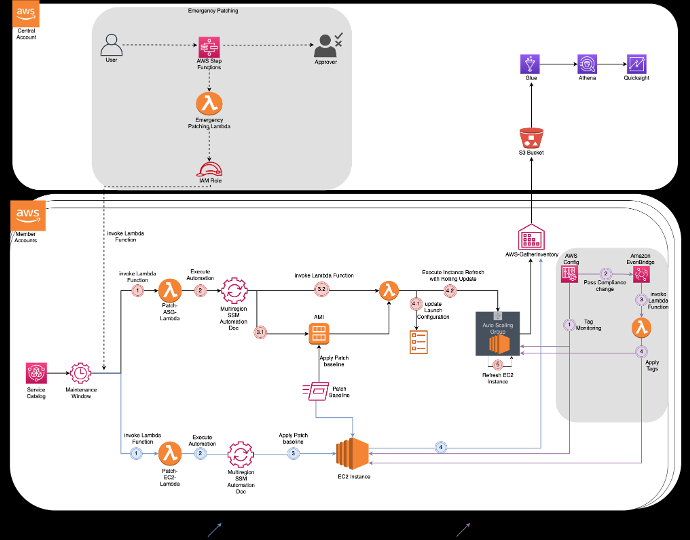 aws
Central
Account
Emergency Patching
User
AWS Step
Functions
Approver
Emergency
Patching Lambda
IAM Role
Glue
Athena
Quicksight
S3 Bucket
aws
Member
Accounts
invoke Lambda
Function
AWS-GatherInventory
AWS
Config
2
Pass Compliance
change
Amazon
EventBridge
invoke Lambda
Function
1
Execute
Automation
2
Patch-
ASG-
Lambda
Multiregion
SSM
Automation
Doc
Invoke Lambda Function
3.2
3.1
AMI
Execute Instance Refresh
with Rolling Update
4.2
4.1
update
Launch
Configuration
Auto Scaling
Group
5
Refresh EC2
Instance
1
Tag
Monitoring
3
invoke
Lambda
Function
4
Apply
Tags
Apply Patch
baseline
Service
Catalog
Maintenance
Window
Patch
Baseline
invoke Lambda
Function
1
Execute
Automation
2
Patch-
EC2-
Lambda
Multiregion
SSM
Automation
Doc
Apply Patch
baseline
3
EC2 Instance
4